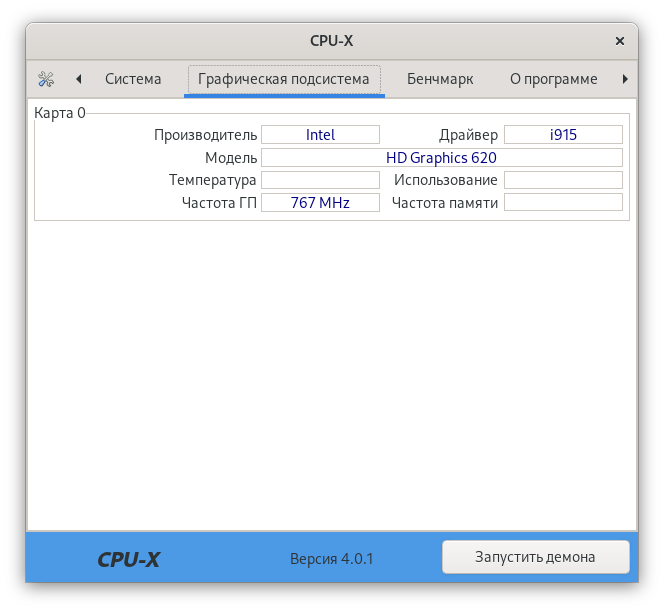 CPU-X
Система Графическая подсистема Бенчмарк О программе
Карта 0
Производитель Intel Драйвер i915
Модель HD Graphics 620
Температура Использование
Частота ГП 767 MHz Частота памяти
CPU-X Версия 4.0.1 Запустить демона